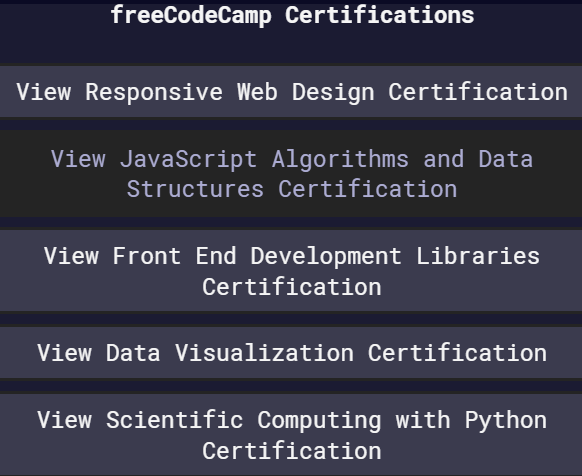 freeCodeCamp Certifications
View Responsive Web Design Certification
View JavaScript Algorithms and Data
Structures Certification
View Front End Development Libraries
Certification
View Data Visualization Certification
View Scientific Computing with Python
Certification